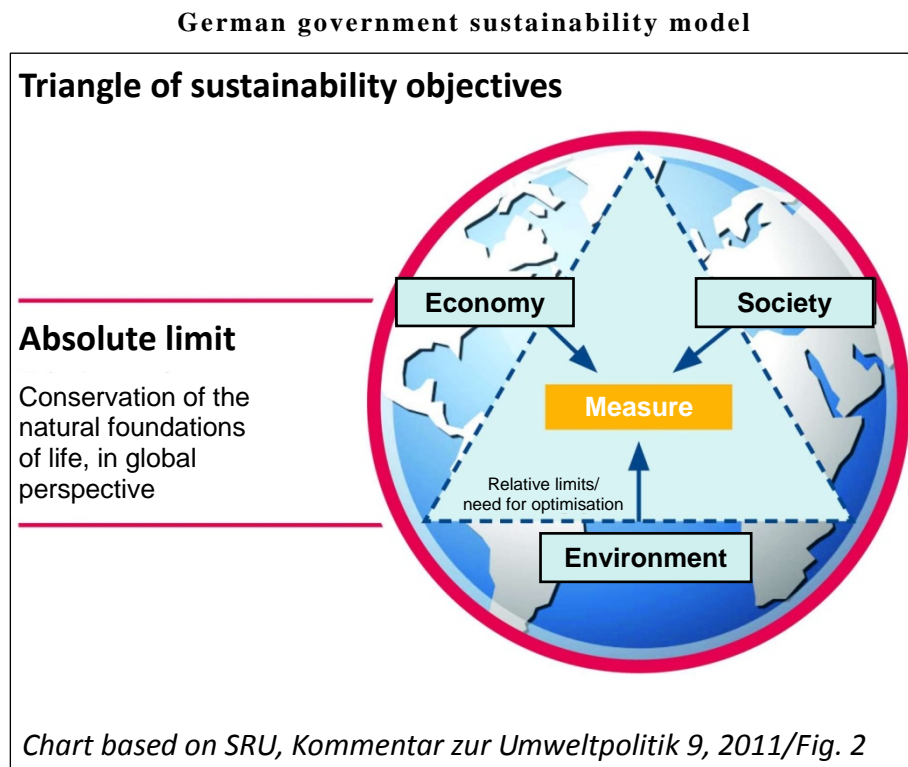 German government sustainability model
Triangle of sustainability objectives
Economy
Society
Absolute limit
Conservation of the
natural foundations
of life, in global
perspective
Measure
Relative limits/
need for optimisation
Environment
Chart based on SRU, Kommentar zur Umweltpolitik 9, 2011/Fig. 2